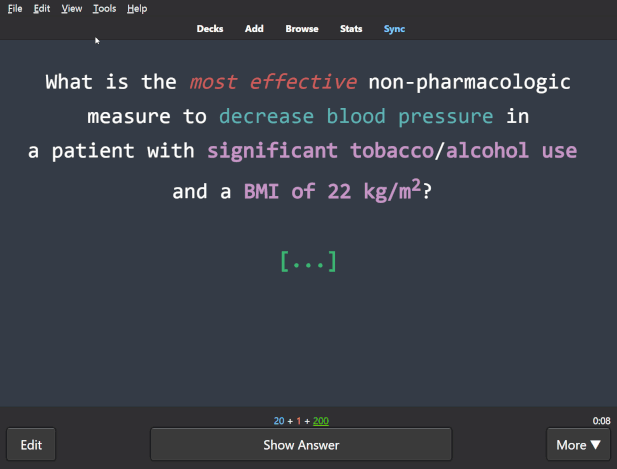 File Edit View Tools Help
Decks Add Browse Stats Sync
What is the most effective non-pharmacologic
measure to decrease blood pressure in
a patient with significant tobacco/alcohol use
and a BMI of 22 kg/m²?
[...]
20 + 1 + 200
0:08
Edit
Show Answer
More ▼